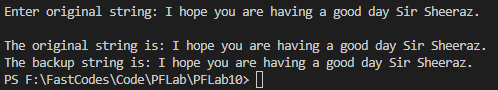 Enter original string: I hope you are having a good day Sir Sheeraz.
The original string is: I hope you are having a good day Sir Sheeraz.
The backup string is: I hope you are having a good day Sir Sheeraz.
PS F:\FastCodes\Code\PFLab\PFLab10>